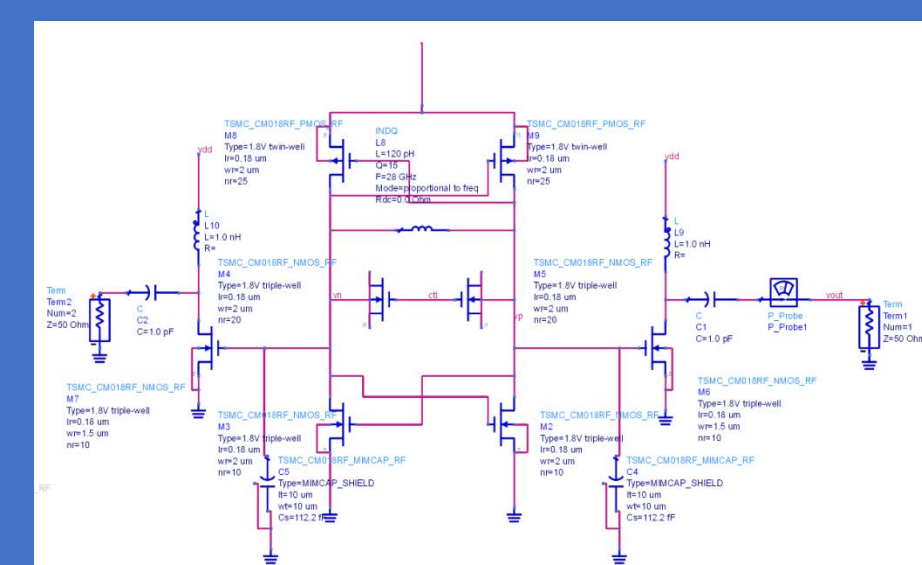 TSMC_CM018RF_PMOS_RF
M8
Type=1.8V twin-well
lr=0.18 um
wr=2 um
nr=25
INDQ
L8
L=120 pH
Q=15
F=28 GHz
Mode=proportional to freq
Rdc=0.0 Ohm
TSMC_CM018RF_PMOS_RF
M9
Type=1.8V twin-well
lr=0.18 um
wr=2 um
nr=25
vdd
vdd
L
L10
L=1.0 nH
R=
L
L9
L=1.0 nH
R=
TSMC_CM018RF_NMOS_RF
M4
Type=1.8V triple-well
lr=0.18 um
wr=2 um
nr=20
TSMC_CM018RF_NMOS_RF
M5
Type=1.8V triple-well
lr=0.18 um
wr=2 um
nr=20
vn
ctl
vp
Term
Term2
Num=2
Z=50 Ohm
C
C2
C=1.0 pF
C
C1
C=1.0 pF
P_Probe
P_Probe1
vout
Term
Term1
Num=1
Z=50 Ohm
TSMC_CM018RF_NMOS_RF
M7
Type=1.8V triple-well
lr=0.18 um
wr=1.5 um
nr=10
TSMC_CM018RF_NMOS_RF
M3
Type=1.8V triple-well
lr=0.18 um
wr=2 um
nr=10
TSMC_CM018RF_NMOS_RF
M2
Type=1.8V triple-well
lr=0.18 um
wr=2 um
nr=10
TSMC_CM018RF_NMOS_RF
M6
Type=1.8V triple-well
lr=0.18 um
wr=1.5 um
nr=10
TSMC_CM018RF_MIMCAP_RF
C5
Type=MIMCAP_SHIELD
lt=10 um
wt=10 um
Cs=112.2 fF
TSMC_CM018RF_MIMCAP_RF
C4
Type=MIMCAP_SHIELD
lt=10 um
wt=10 um
Cs=112.2 fF
_RF